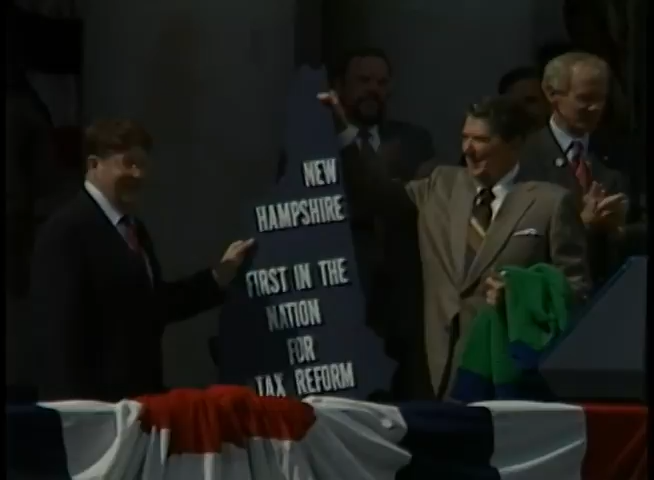 NEW
HAMPSHIRE
FIRST IN THE
NATION
FOR
TAX REFORM